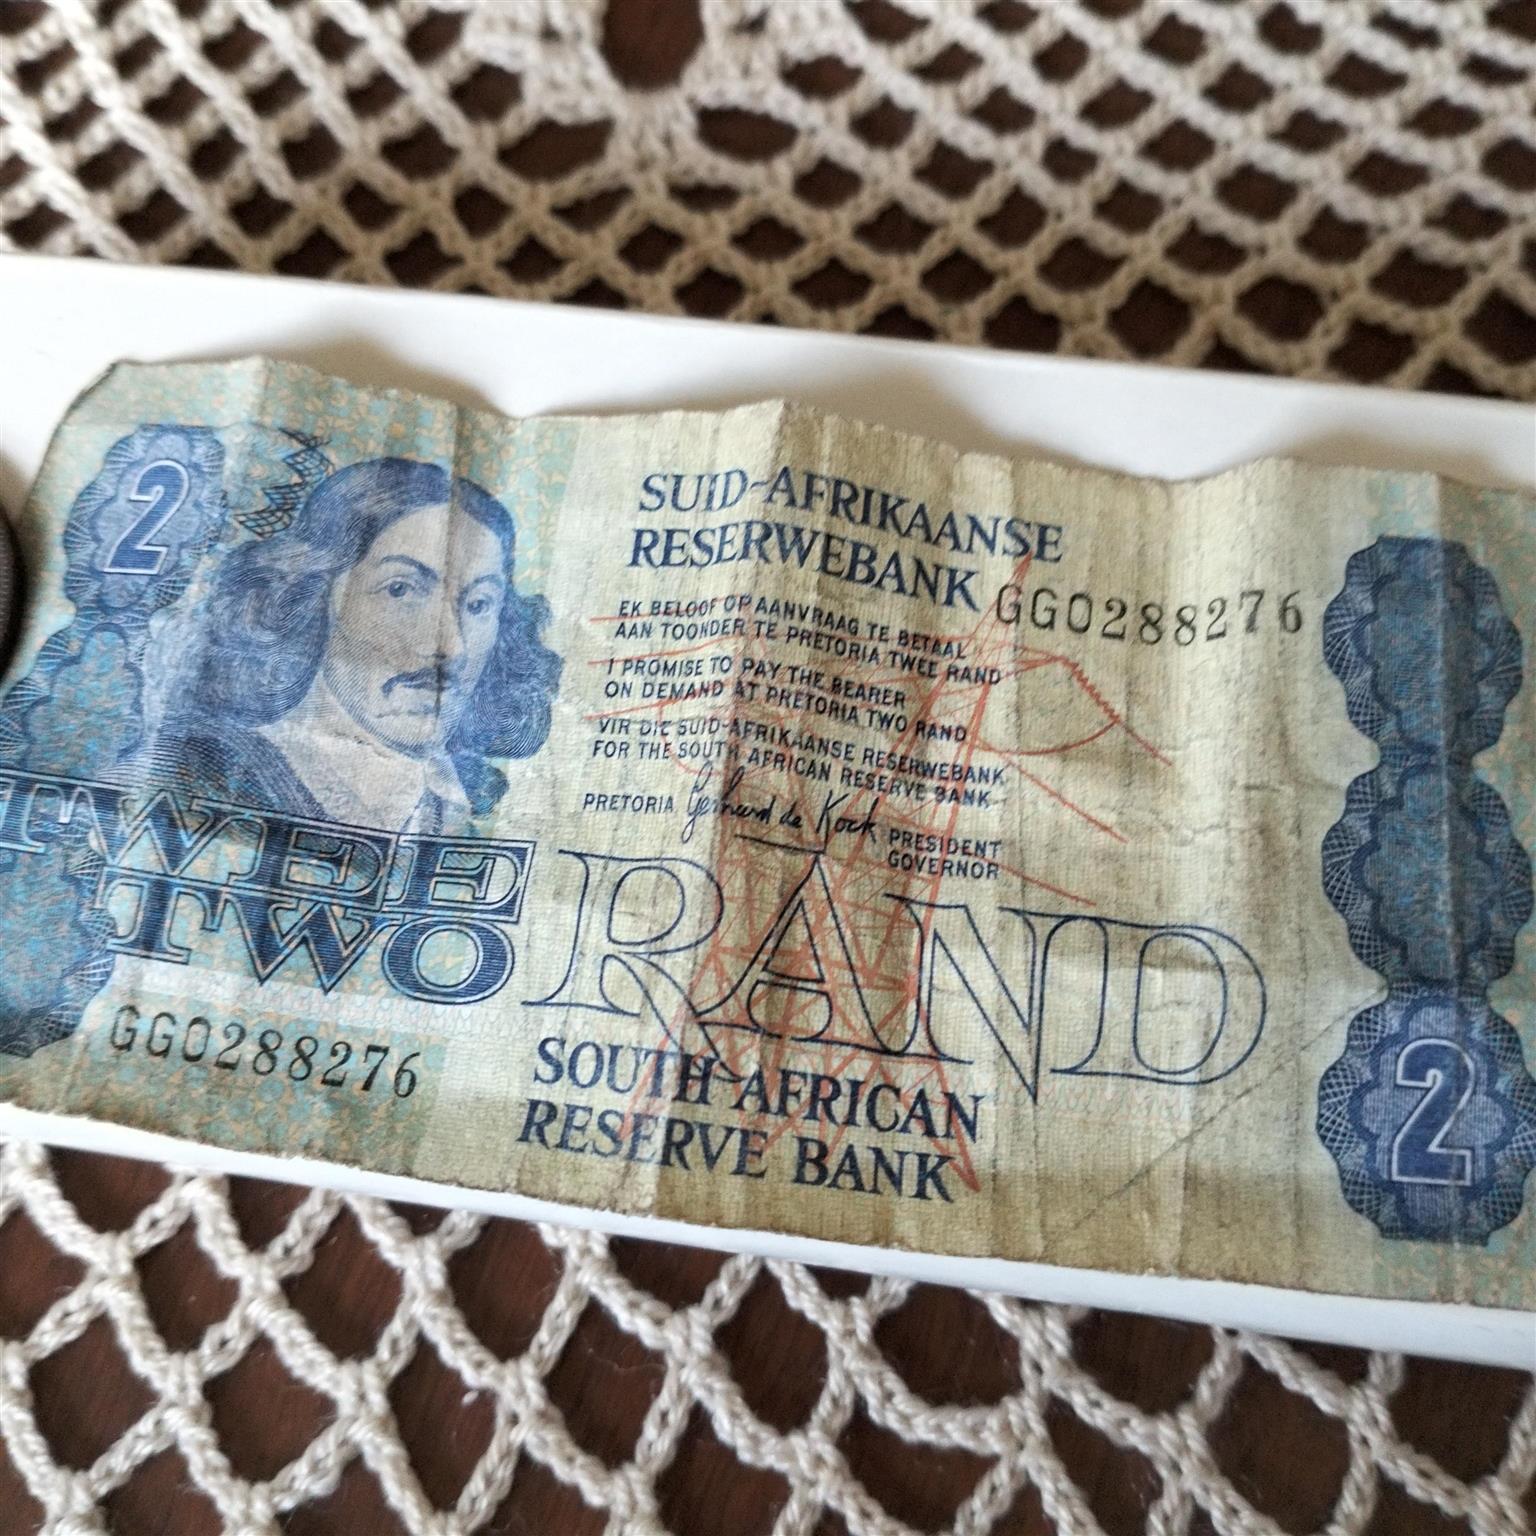 2
SUID-AFRIKAANSE
RESERWEBANK
GG0288276
EK BELOOF OP AANVRAAG TE BETAAL
AAN TOONDER TE PRETORIA TWEE RAND
I PROMISE TO PAY THE BEARER
ON DEMAND AT PRETORIA TWO RAND
VIR DIE SUID-AFRIKAANSE RESERWEBANK
FOR THE SOUTH AFRICAN RESERVE BANK
PRETORIA Gerhard de Kock PRESIDENT
GOVERNOR
TWEE
TWO RAND
GG0288276
SOUTH-AFRICAN
RESERVE BANK
2